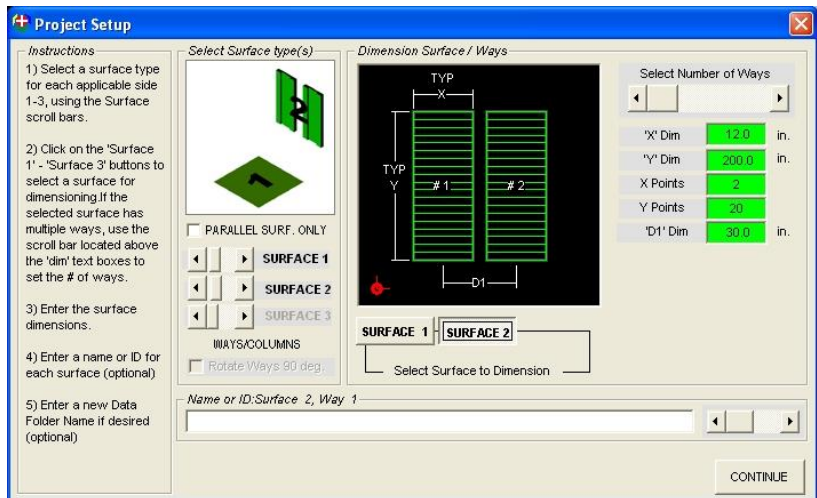 Project Setup
Instructions
1) Select a surface type
for each applicable side
1-3, using the Surface
scroll bars.
2) Click on the 'Surface
1' - 'Surface 3' buttons to
select a surface for
dimensioning.If the
selected surface has
multiple ways, use the
scroll bar located above
the 'dim' text boxes to
set the # of ways.
3) Enter the surface
dimensions.
4) Enter a name or ID for
each surface (optional)
5) Enter a new Data
Folder Name if desired
(optional)
Select Surface type(s)
2
1
PARALLEL SURF. ONLY
SURFACE 1
SURFACE 2
SURFACE 3
WAYS/COLUMNS
Rotate Ways 90 deg.
Dimension Surface / Ways
TYP
X
TYP
Y
# 1
# 2
D1
SURFACE 1
SURFACE 2
Select Surface to Dimension
Select Number of Ways
'X' Dim 12.0 in.
'Y' Dim 200.0 in.
X Points 2
Y Points 20
'D1' Dim 30.0 in.
Name or ID:Surface 2, Way 1
CONTINUE